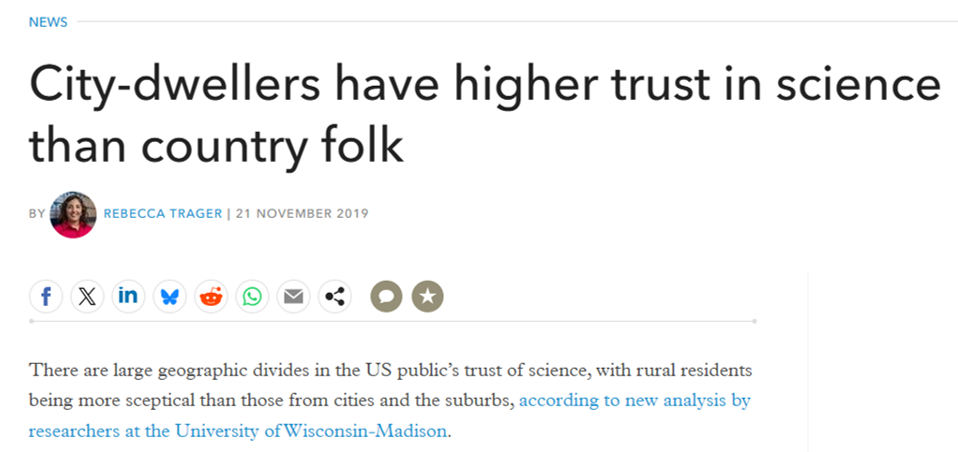 NEWS
City-dwellers have higher trust in science
than country folk
BY REBECCA TRAGER | 21 NOVEMBER 2019
There are large geographic divides in the US public's trust of science, with rural residents
being more sceptical than those from cities and the suburbs, according to new analysis by
researchers at the University of Wisconsin-Madison.